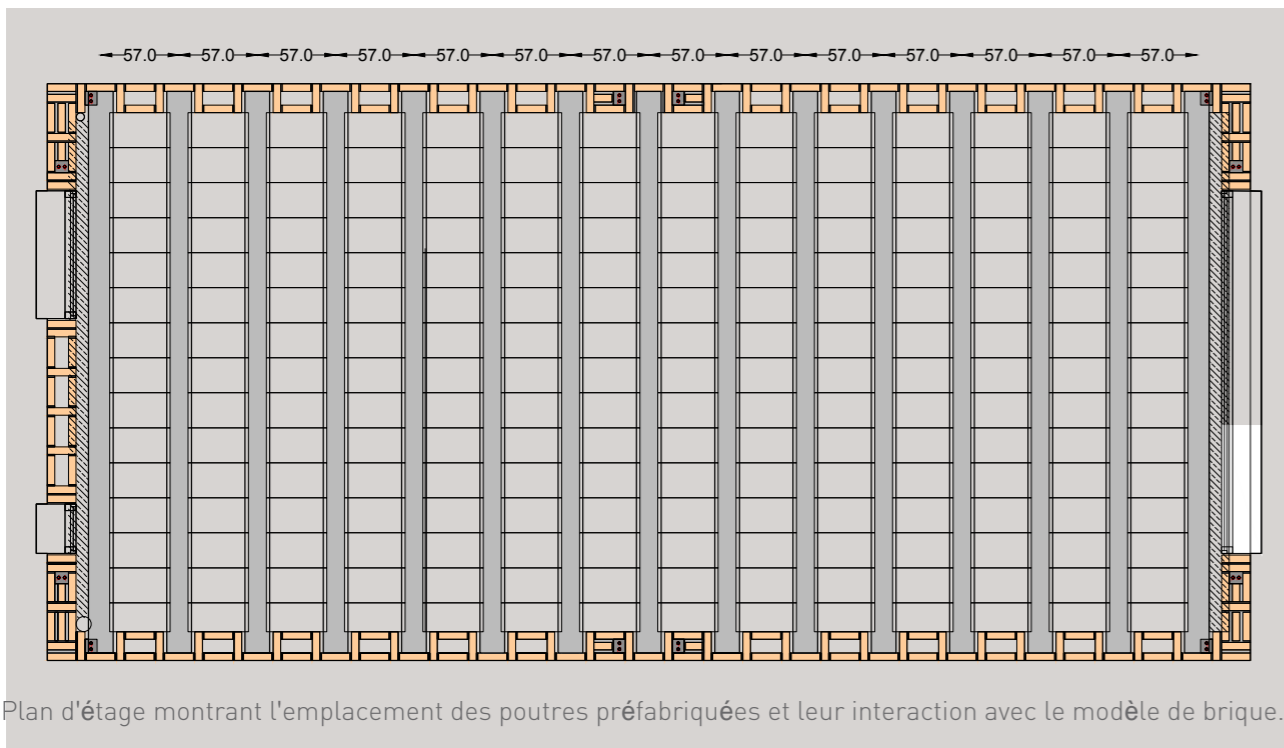 57.0 57.0 57.0 57.0 57.0 57.0 57.0 57.0 57.0 57.0 57.0 57.0 57.0 57.0
Plan d'étage montrant l'emplacement des poutres préfabriquées et leur interaction avec le modèle de brique.